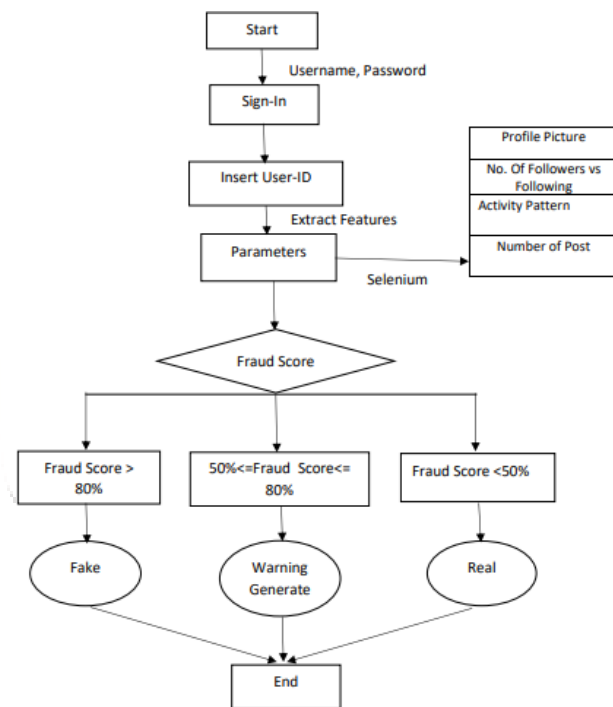 Start
Username, Password
Sign-In
Insert User-ID
Extract Features
Parameters
Selenium
Profile Picture
No. Of Followers vs
Following
Activity Pattern
Number of Post
Fraud Score
Fraud Score >
80%
50%<=Fraud Score<=
80%
Fraud Score <50%
Fake
Warning
Generate
Real
End